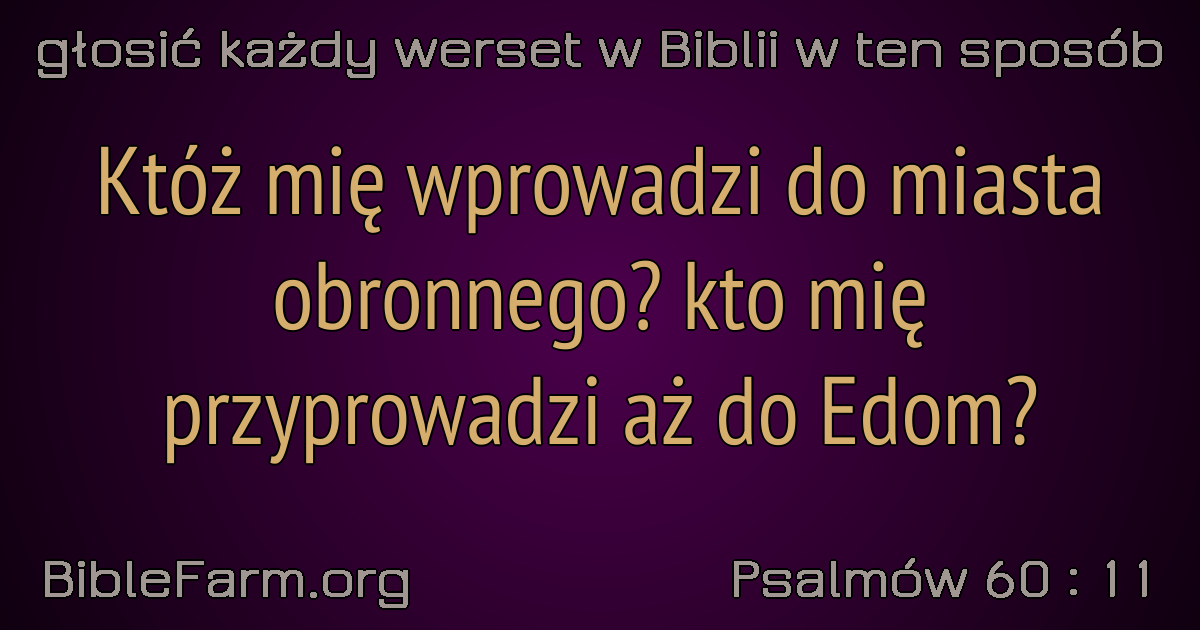 głosić każdy werset w Biblii w ten sposób
Któż mię wprowadzi do miasta
obronnego? kto mię
przyprowadzi aż do Edom?
BibleFarm.org
Psalmów 60 : 11